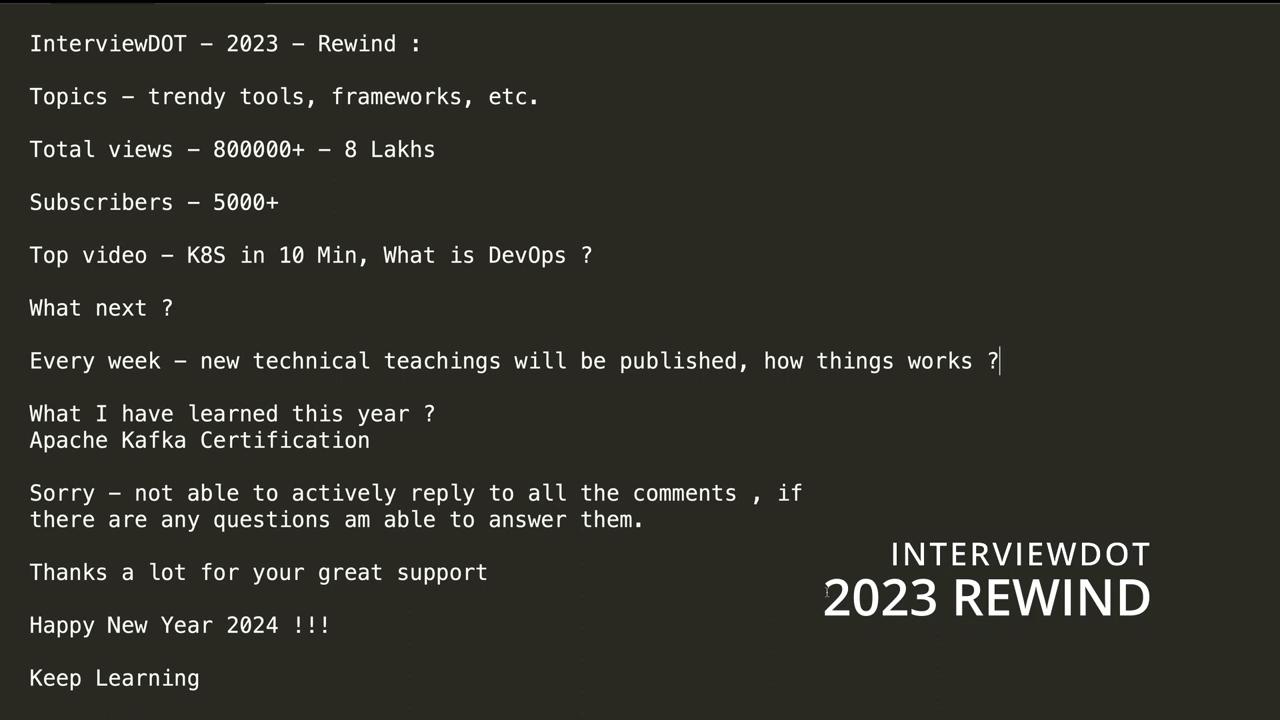 InterviewDOT – 2023 – Rewind :
Topics – trendy tools, frameworks, etc.
Total views – 800000+ – 8 Lakhs
Subscribers – 5000+
Top video – K8S in 10 Min, What is DevOps ?
What next ?
Every week – new technical teachings will be published, how things works ?
What I have learned this year ?
Apache Kafka Certification
Sorry – not able to actively reply to all the comments , if
there are any questions am able to answer them.
Thanks a lot for your great support
Happy New Year 2024 !!!
Keep Learning
INTERVIEWDOT
2023 REWIND